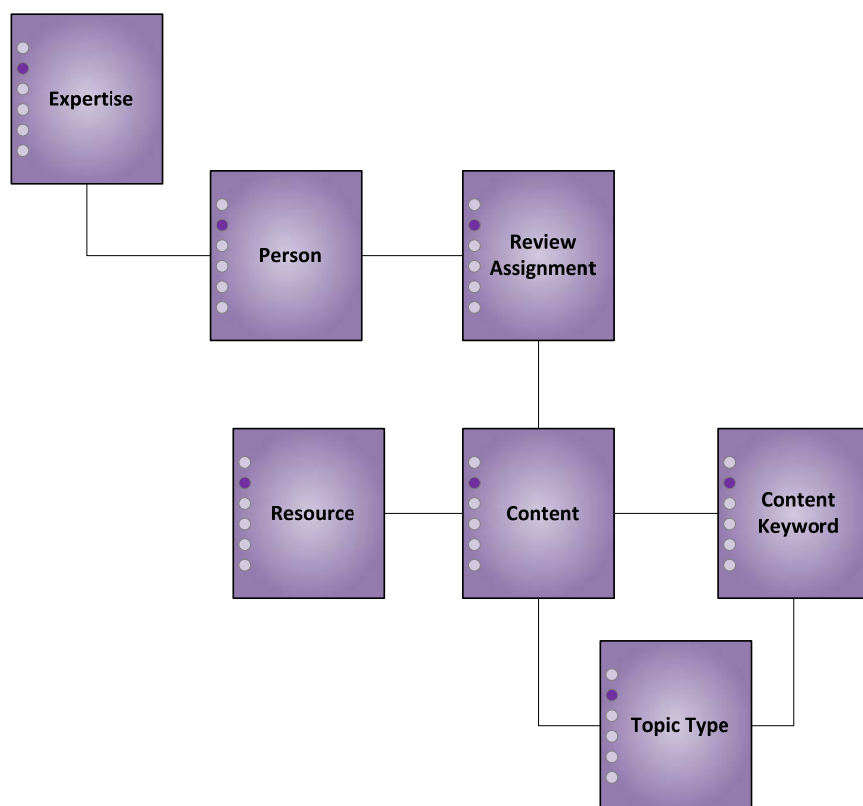 Expertise
Person
Review
Assignment
Resource
Content
Content
Keyword
Topic Type